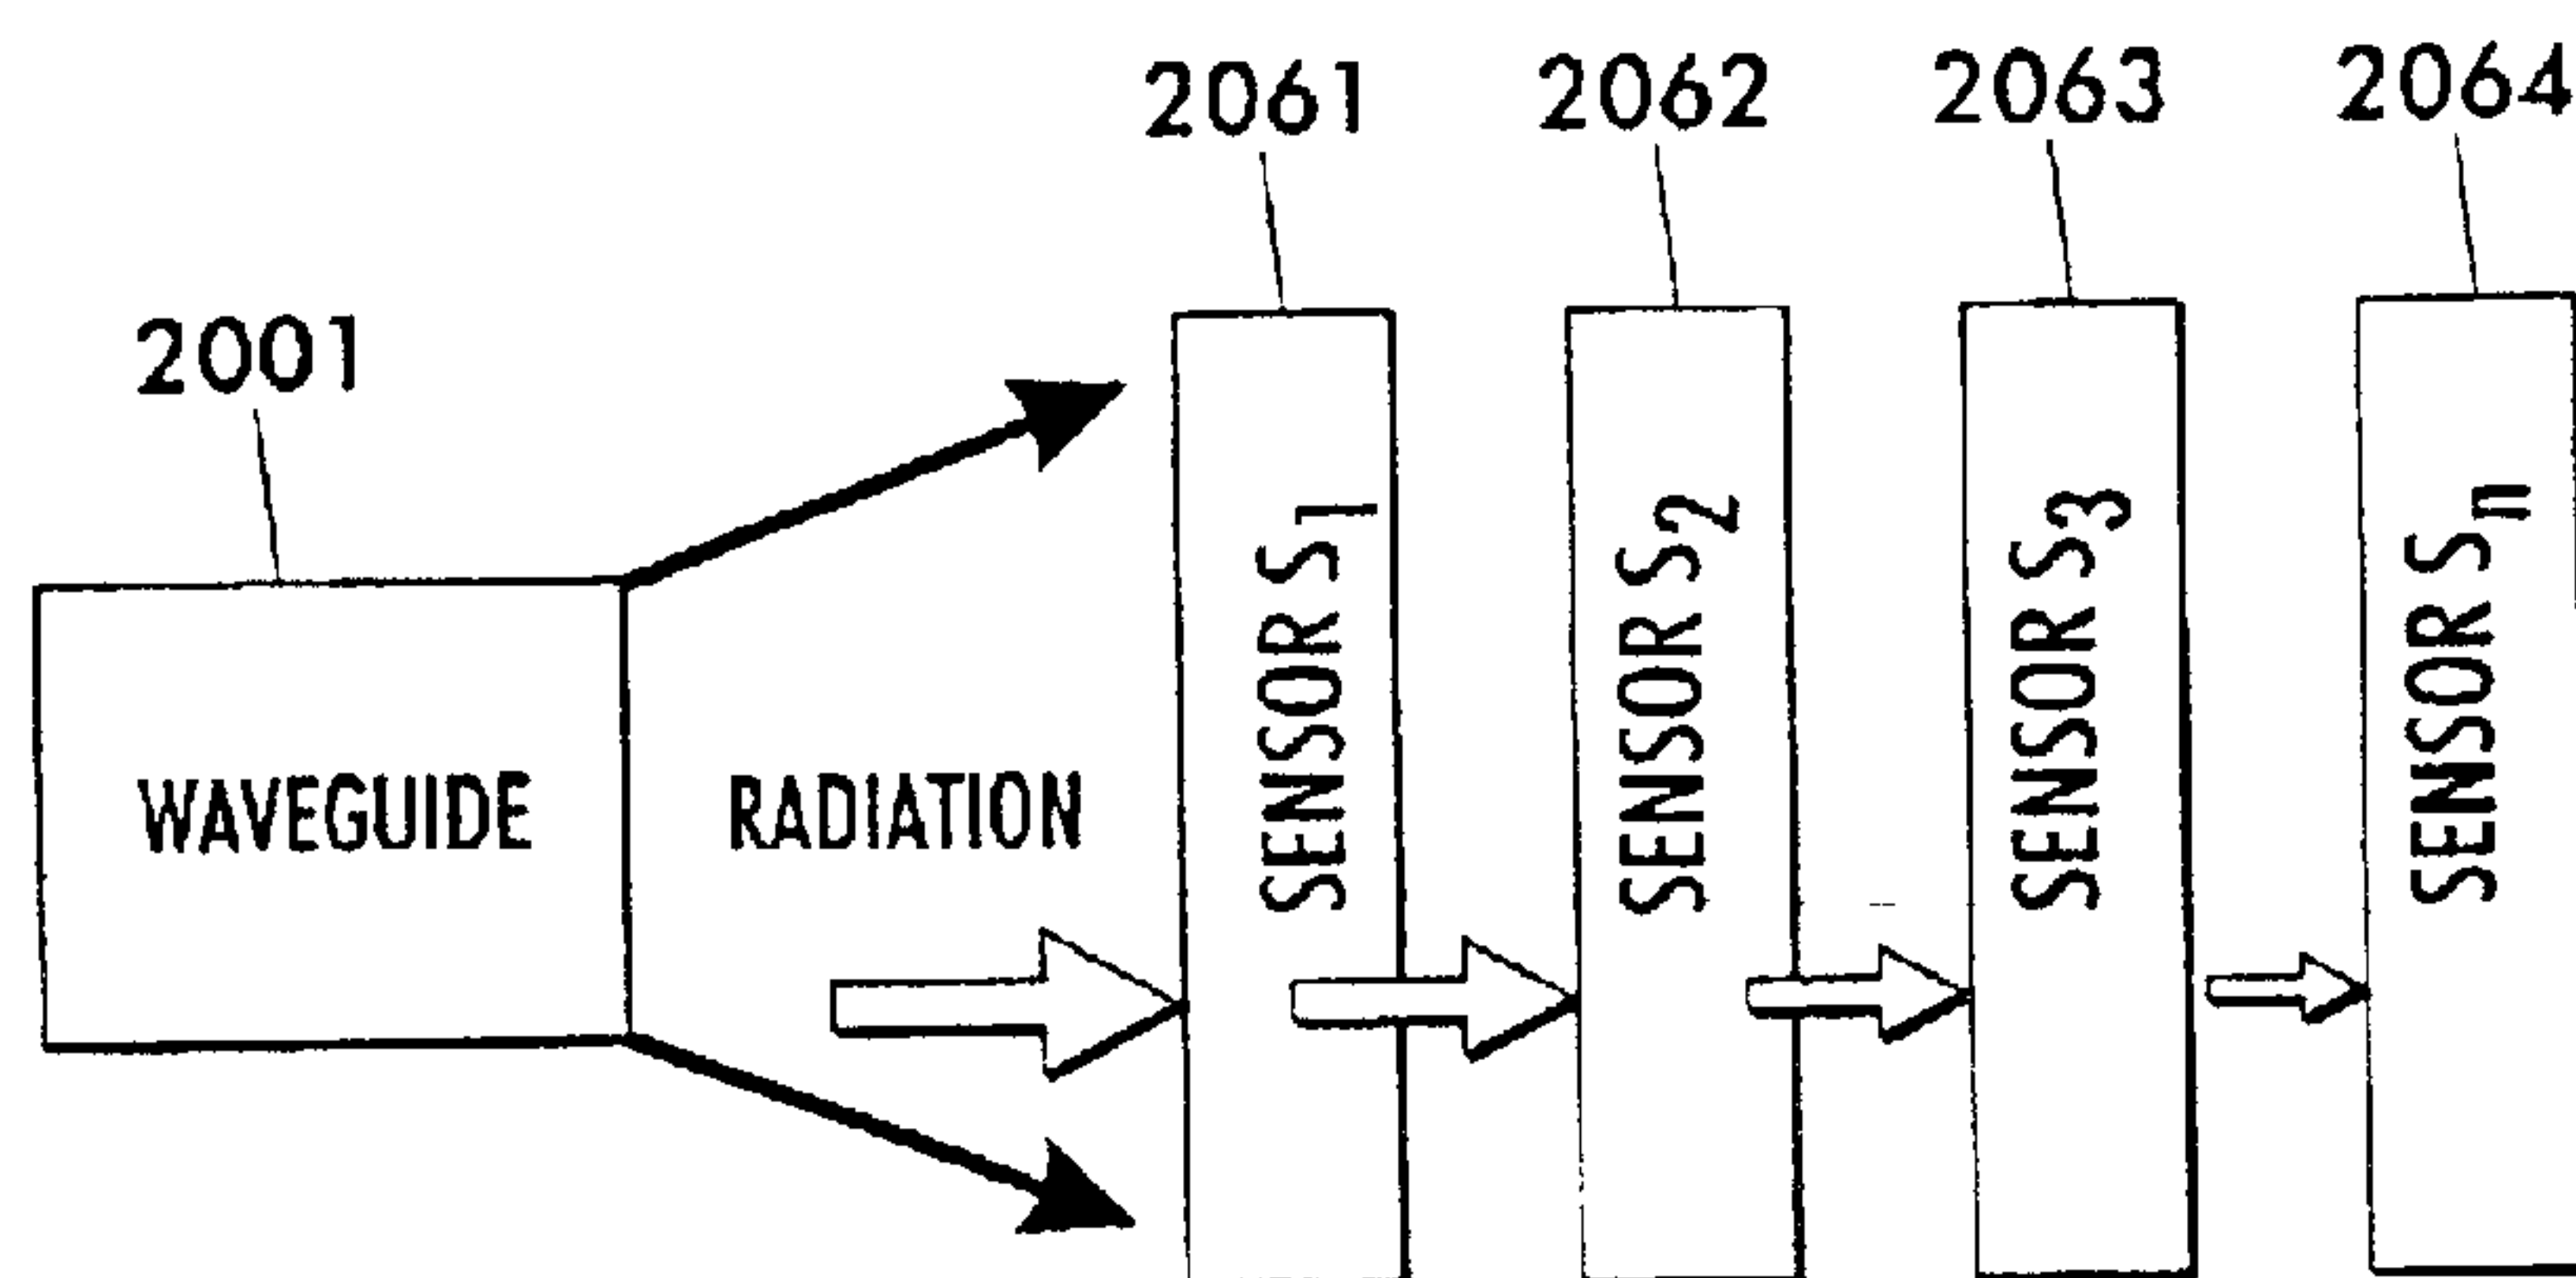 2061 2062 2063 2064
2001
WAVEGUIDE
RADIATION
SENSOR S1
SENSOR S2
SENSOR S3
SENSOR Sn